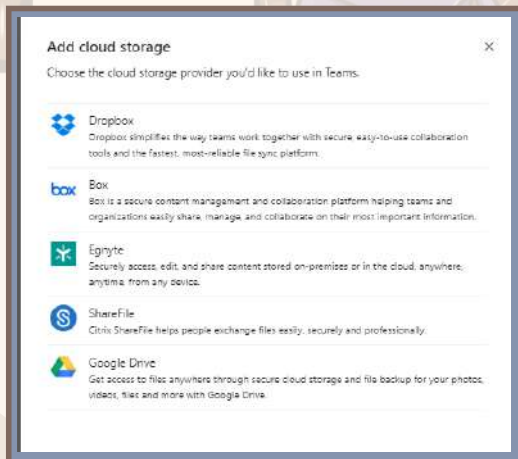 Add cloud storage
Choose the cloud storage provider you'd like to use in Teams.
Dropbox
Dropbox simplifies the way teams work together with secure, easy-to-use collaboration
tools and the fastest, most-reliable file sync platform.
box
Box
Box is a secure content management and collaboration platform helping teams and
organizations easily share, manage, and collaborate on their most important information.
Egnyte
Securely access, edit, and share content stored on-premises or in the cloud, anywhere,
anytime, from any device.
S
ShareFile
Citrix ShareFile helps people exchange files easily, securely and professionally.
Google Drive
Get access to files anywhere through secure cloud storage and file backup for your photos,
videos, files and more with Google Drive.